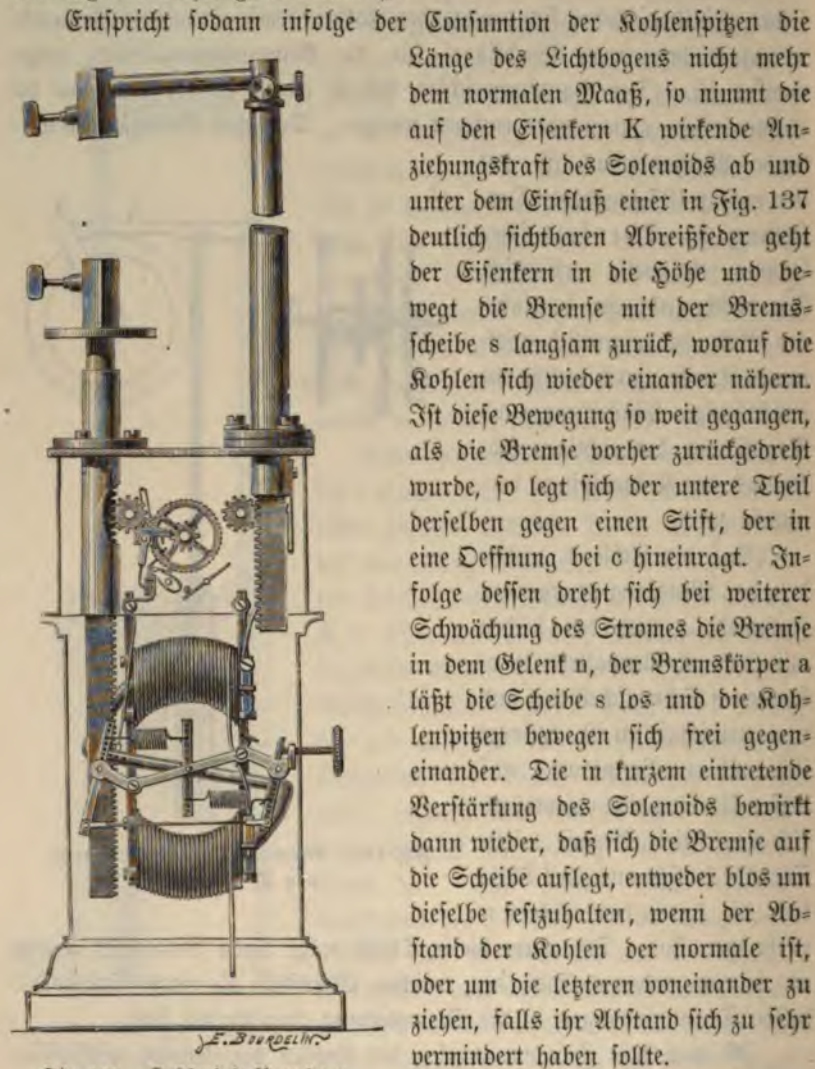 Entspricht sodann infolge der Consumtion der Kohlenspitzen die
Länge des Lichtbogens nicht mehr
dem normalen Maaß, so nimmt die
auf den Eisenkern K wirkende An=
ziehungskraft des Solenoids ab und
unter dem Einfluß einer in Fig. 137
deutlich sichtbaren Abreißfeder geht
der Eisenkern in die Höhe und be=
wegt die Bremse mit der Brems=
scheibe s langsam zurück, worauf die
Kohlen sich wieder einander nähern.
Ist diese Bewegung so weit gegangen,
als die Bremse vorher zurückgedreht
wurde, so legt sich der untere Theil
derselben gegen einen Stift, der in
eine Oeffnung bei c hineinragt. In=
folge dessen dreht sich bei weiterer
Schwächung des Stromes die Bremse
in dem Gelenk n, der Bremskörper a
läßt die Scheibe s los und die Koh=
lenspitzen bewegen sich frei gegen=
einander. Die in kurzem eintretende
Verstärkung des Solenoids bewirkt
dann wieder, daß sich die Bremse auf
die Scheibe auflegt, entweder blos um
dieselbe festzuhalten, wenn der Ab=
stand der Kohlen der normale ist,
oder um die letzteren voneinander zu
ziehen, falls ihr Abstand sich zu sehr
vermindert haben sollte.
E. BOURDELIN